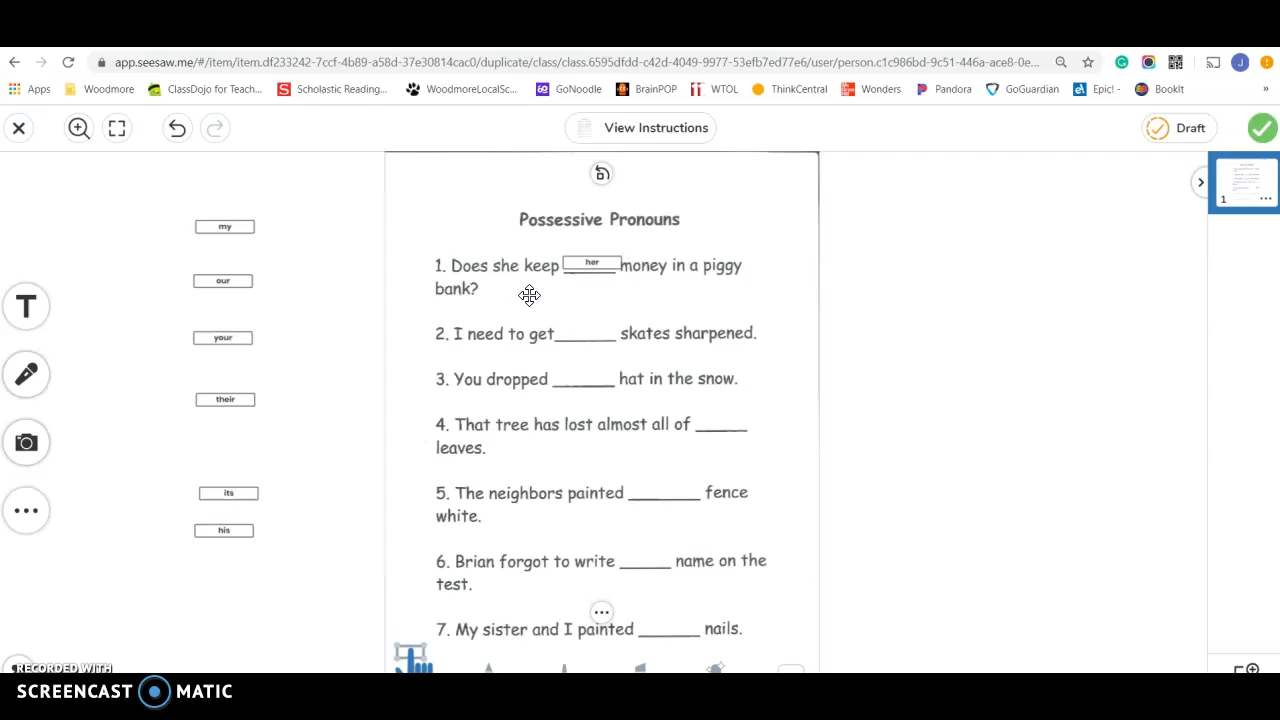 app.seesaw.me/#/item/item.df233242-7ccf-4b89-a58d-37e30814cac0/duplicate/class/class.6595dfdd-c42d-4049-9977-53efb7ed77e6/user/person.c1c986bd-9c51-446a-ace8-0e...
Apps Woodmore ClassDojo for Teach... Scholastic Reading... WoodmoreLocalSc... GoNoodle BrainPOP WTOL ThinkCentral Wonders Pandora GoGuardian Epic! - BookIt »
View Instructions
Draft
1
Possessive Pronouns
my
our
your
their
its
his
1. Does she keep her money in a piggy
bank?
2. I need to get______ skates sharpened.
3. You dropped ______ hat in the snow.
4. That tree has lost almost all of _____
leaves.
5. The neighbors painted _______ fence
white.
6. Brian forgot to write _____ name on the
test.
7. My sister and I painted ______ nails.
T
RECORDED WITH
SCREENCAST MATIC